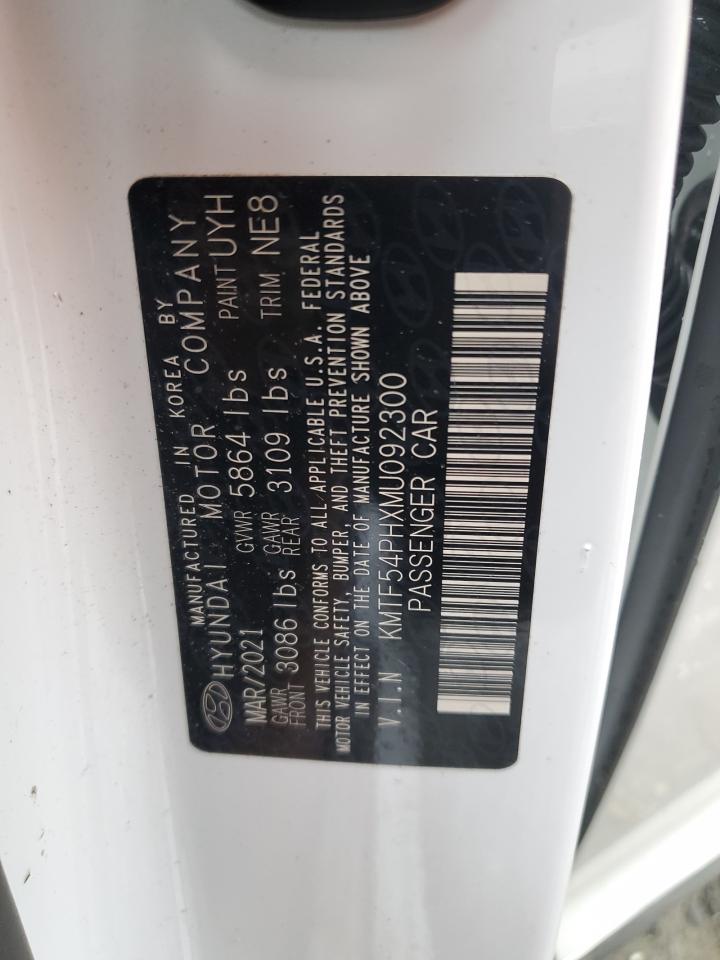 MANUFACTURED IN KOREA BY
HYUNDAI MOTOR COMPANY
MAR/2021 GVWR 5864 lbs PAINT UYH
GAWR FRONT 3086 lbs GAWR REAR 3109 lbs TRIM NE8
THIS VEHICLE CONFORMS TO ALL APPLICABLE U.S.A. FEDERAL
MOTOR VEHICLE SAFETY, BUMPER, AND THEFT PREVENTION STANDARDS
IN EFFECT ON THE DATE OF MANUFACTURE SHOWN ABOVE
V.I.N KMTF54PHXMU092300
PASSENGER CAR